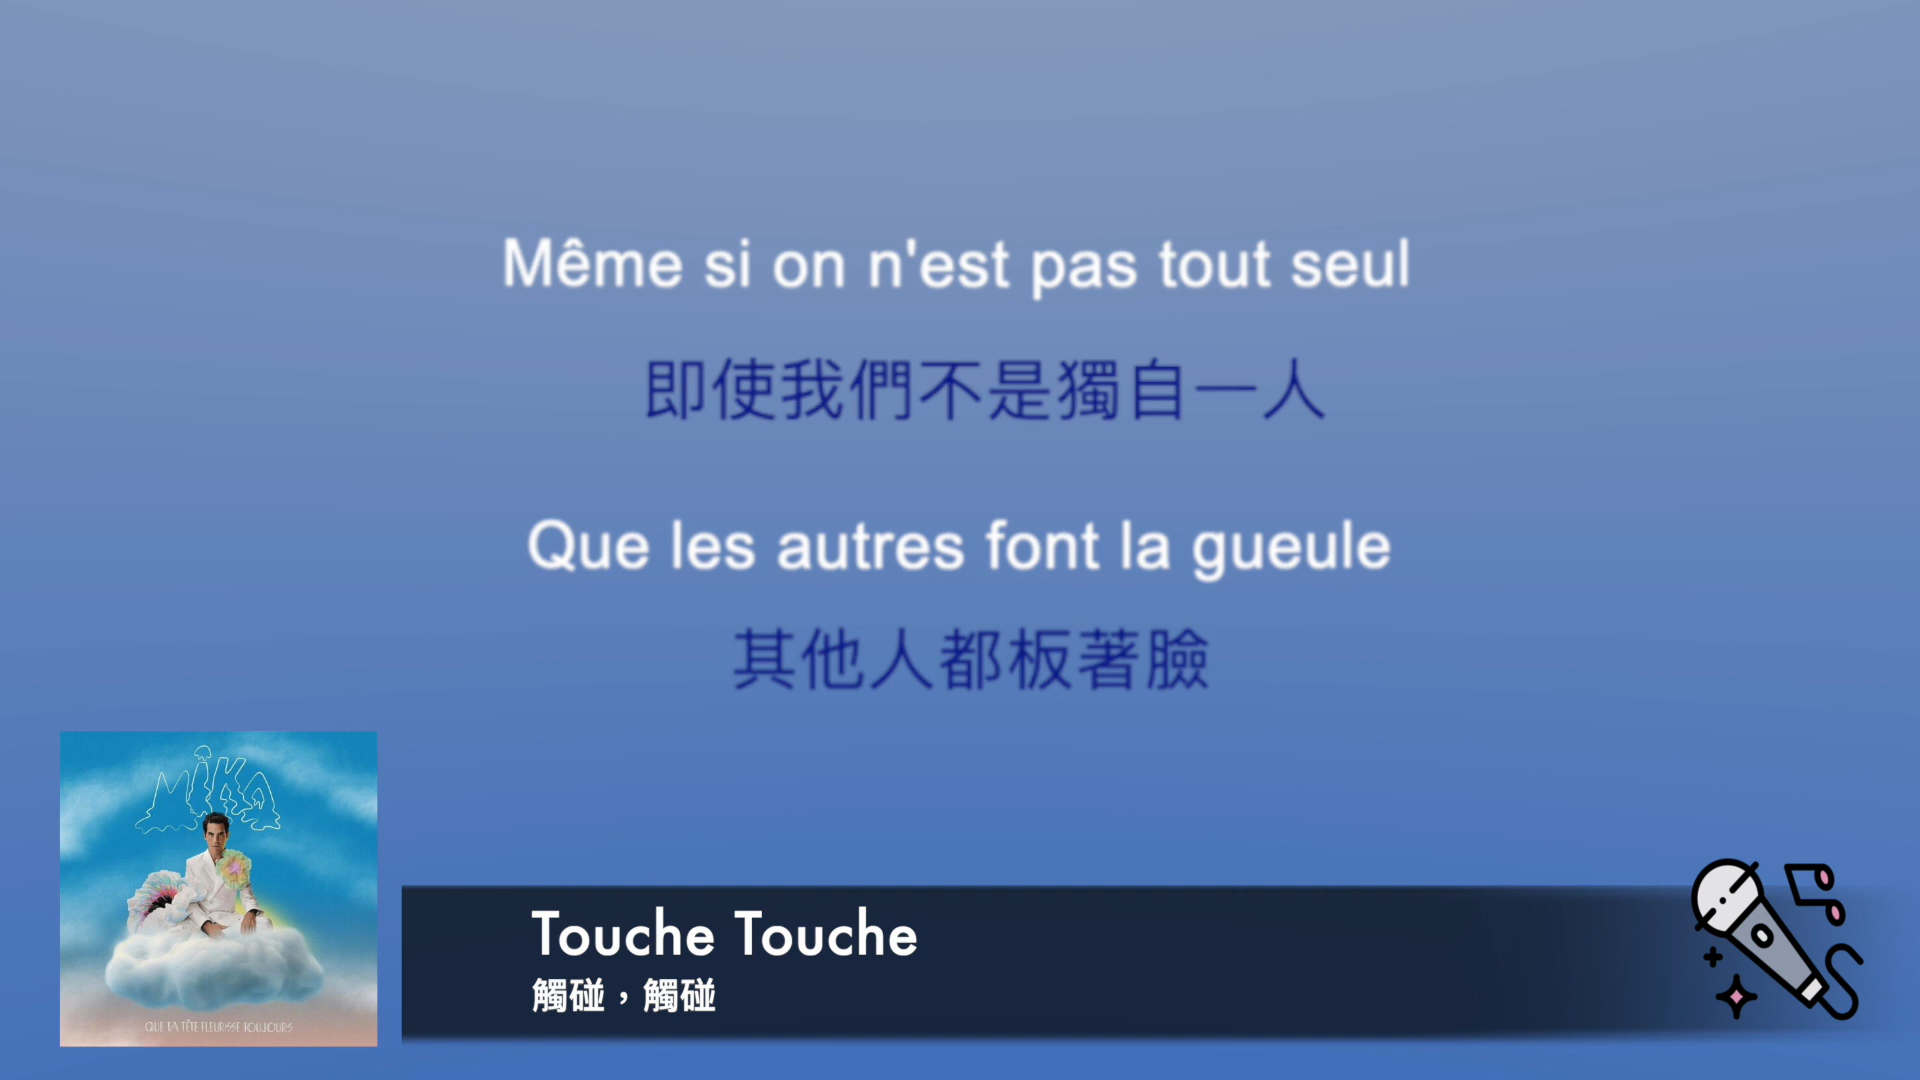 Même si on n'est pas tout seul
即使我們不是獨自一人
Que les autres font la gueule
其他人都板著臉
MIKA
QUE TA TÊTE FLEURISSE TOUJOURS
Touche Touche
觸碰，觸碰